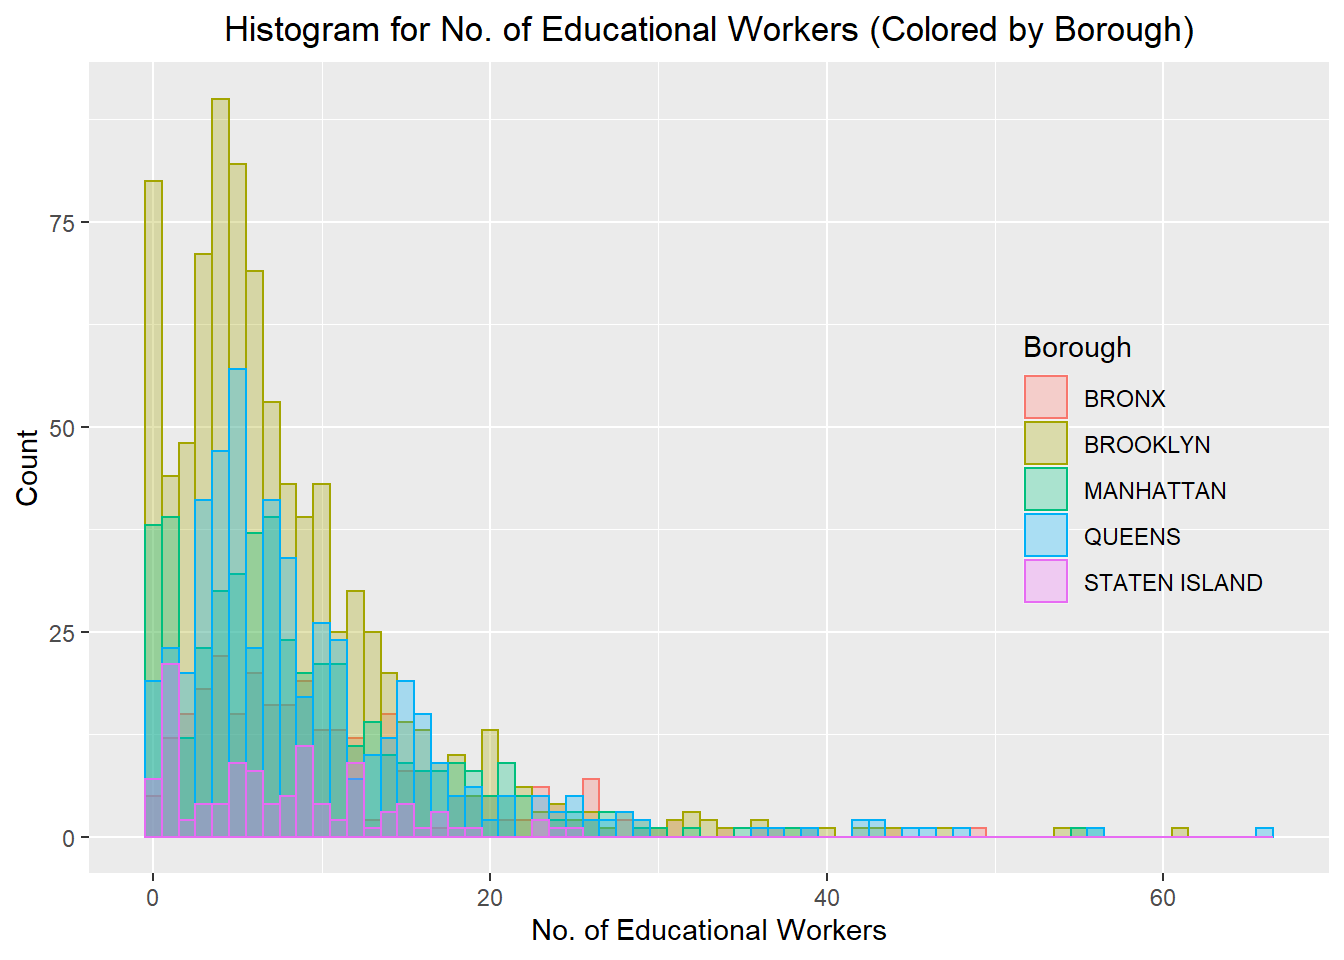 Histogram for No. of Educational Workers (Colored by Borough)
Count
75
50
25
0
0 20 40 60
No. of Educational Workers
Borough
BRONX
BROOKLYN
MANHATTAN
QUEENS
STATEN ISLAND